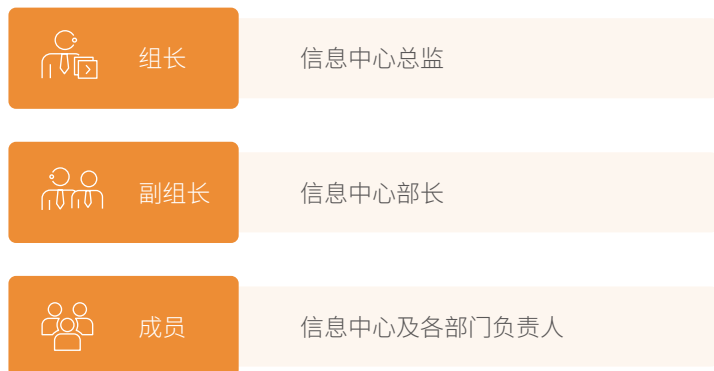 组长
信息中心总监
副组长
信息中心部长
成员
信息中心及各部门负责人